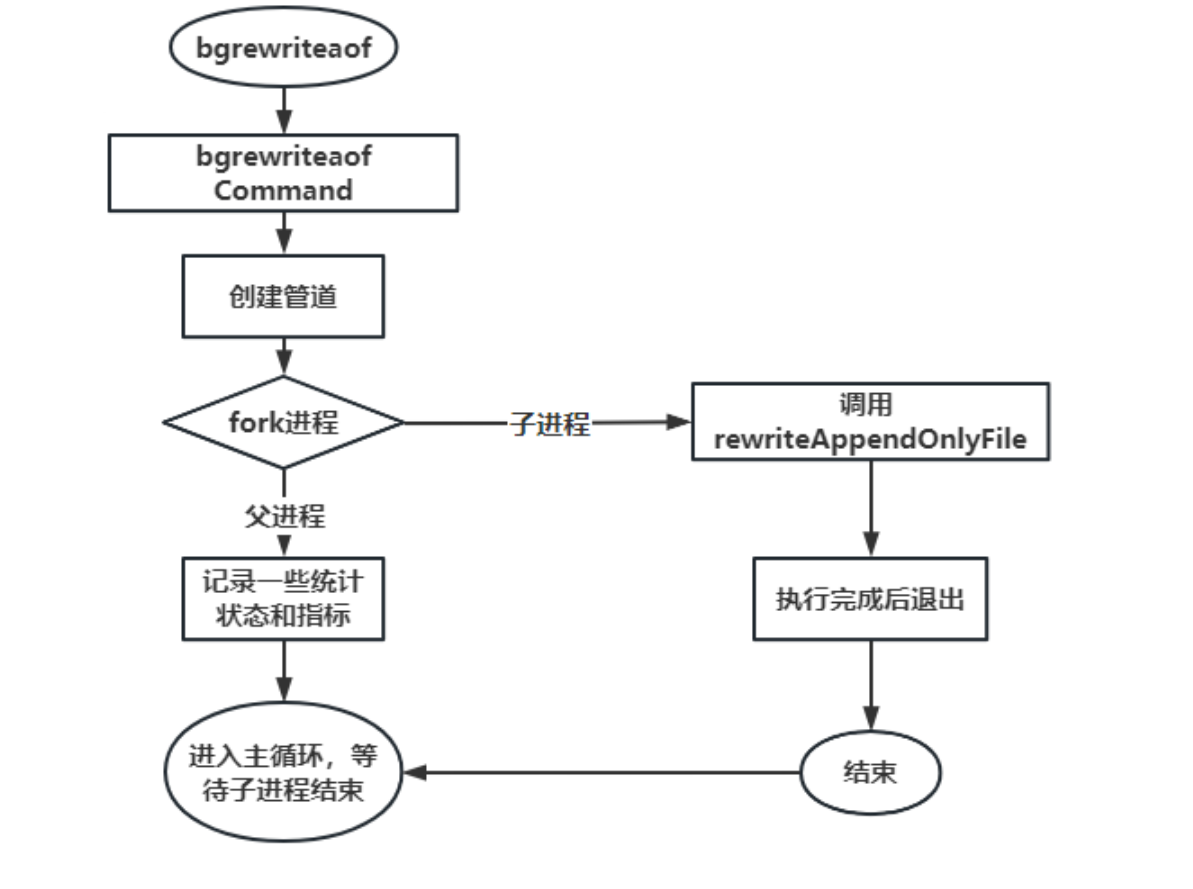 bgrewriteaof
bgrewriteaof
Command
创建管道
fork进程
子进程
调用
rewriteAppendOnlyFile
父进程
记录一些统计
状态和指标
执行完成后退出
进入主循环，等
待子进程结束
结束